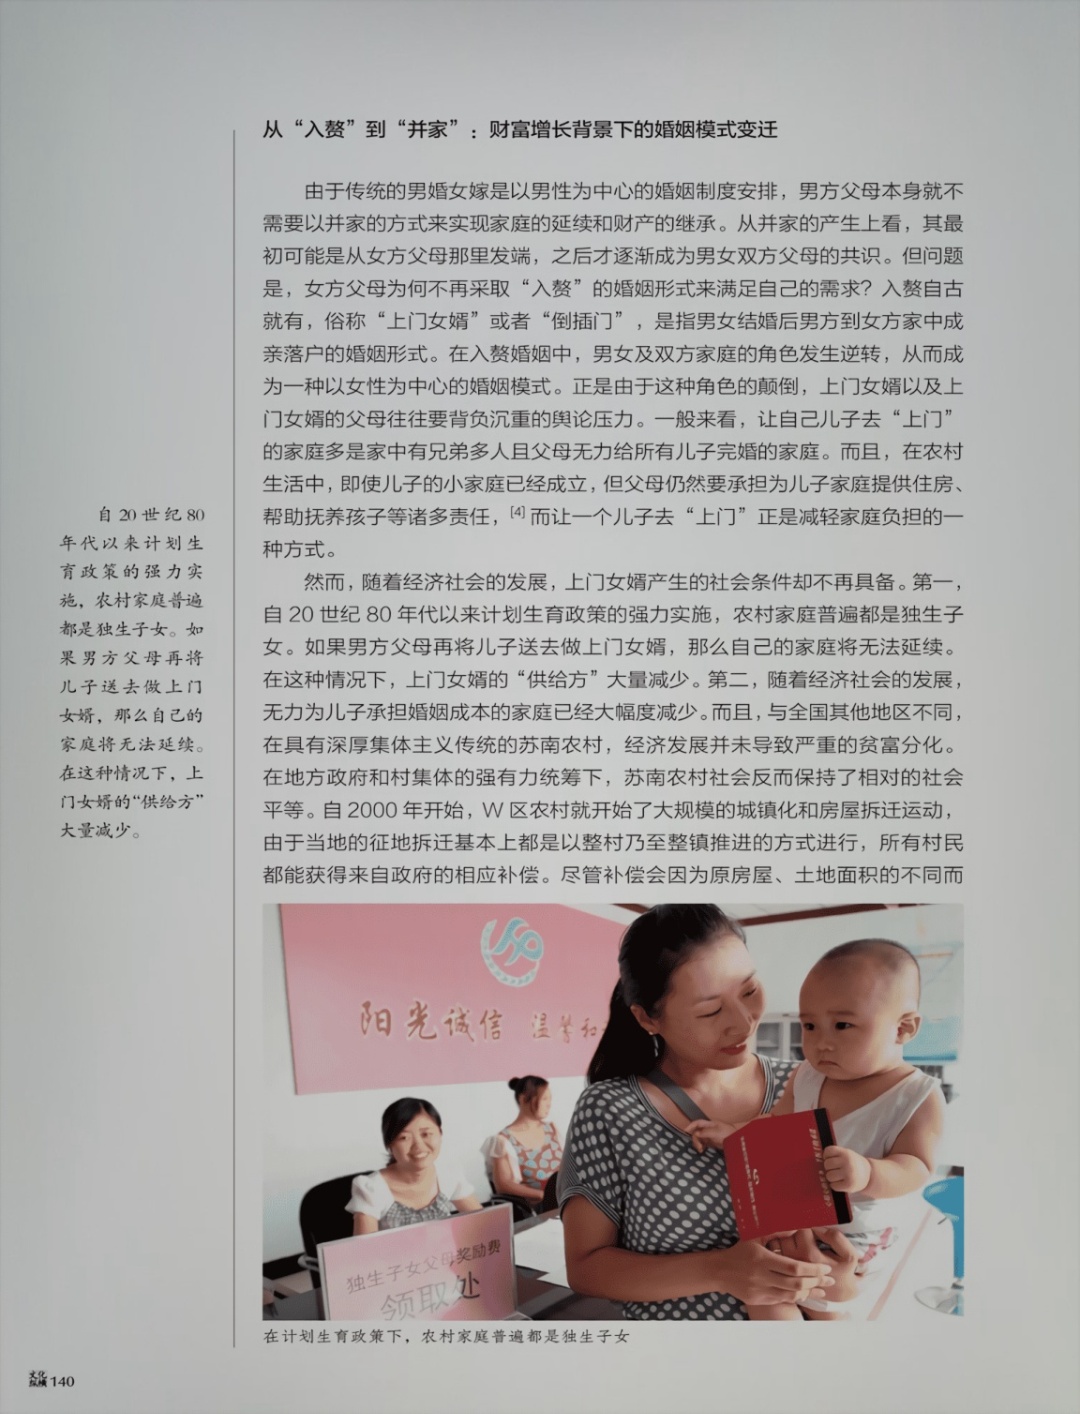 从“入赘”到“并家”：财富增长背景下的婚姻模式变迁
由于传统的男婚女嫁是以男性为中心的婚姻制度安排，男方父母本身就不
需要以并家的方式来实现家庭的延续和财产的继承。从并家的产生上看，其最
初可能是从女方父母那里发端，之后才逐渐成为男女双方父母的共识。但问题
是，女方父母为何不再采取“入赘”的婚姻形式来满足自己的需求？入赘自古
就有，俗称“上门女婿”或者“倒插门”，是指男女结婚后男方到女方家中成
亲落户的婚姻形式。在入赘婚姻中，男女及双方家庭的角色发生逆转，从而成
为一种以女性为中心的婚姻模式。正是由于这种角色的颠倒，上门女婿以及上
门女婿的父母往往要背负沉重的舆论压力。一般来看，让自己儿子去“上门”
的家庭多是家中有兄弟多人且父母无力给所有儿子完婚的家庭。而且，在农村
生活中，即使儿子的小家庭已经成立，但父母仍然要承担为儿子家庭提供住房、
帮助抚养孩子等诸多责任，[4]而让一个儿子去“上门”正是减轻家庭负担的一
种方式。
然而，随着经济社会的发展，上门女婿产生的社会条件却不再具备。第一，
自20世纪80年代以来计划生育政策的强力实施，农村家庭普遍都是独生子
女。如果男方父母再将儿子送去做上门女婿，那么自己的家庭将无法延续。
在这种情况下，上门女婿的“供给方”大量减少。第二，随着经济社会的发展，
无力为儿子承担婚姻成本的家庭已经大幅度减少。而且，与全国其他地区不同，
在具有深厚集体主义传统的苏南农村，经济发展并未导致严重的贫富分化。
在地方政府和村集体的强有力统筹下，苏南农村社会反而保持了相对的社会
平等。自2000年开始，W区农村就开始了大规模的城镇化和房屋拆迁运动，
由于当地的征地拆迁基本上都是以整村乃至整镇推进的方式进行，所有村民
都能获得来自政府的相应补偿。尽管补偿会因为原房屋、土地面积的不同而
自20世纪80
年代以来计划生
育政策的强力实
施，农村家庭普遍
都是独生子女。如
果男方父母再将
儿子送去做上门
女婿，那么自己的
家庭将无法延续。
在这种情况下，上
门女婿的“供给方”
大量减少。
阳光诚信 温馨和
独生子女父母奖励费
领取处
在计划生育政策下，农村家庭普遍都是独生子女
文化纵横 140